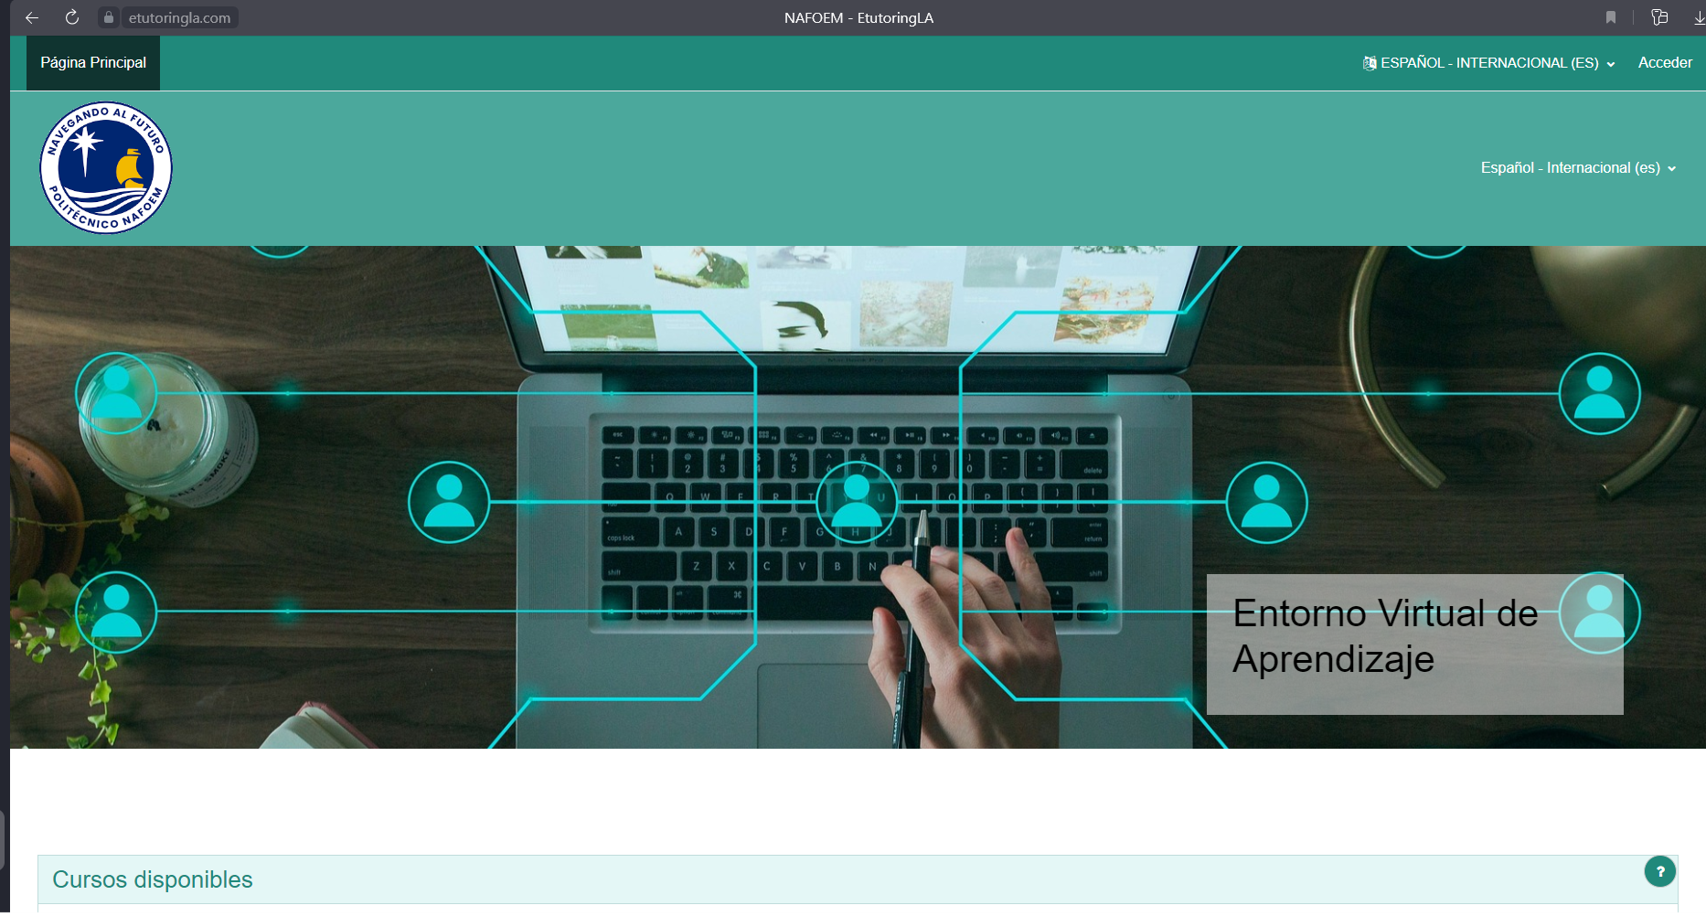 etutoringla.com
NAFOEM - EtutoringLA
Página Principal
ESPAÑOL - INTERNACIONAL (ES)
Acceder
NAVEGANDO AL FUTURO
POLITÉCNICO NAFOEM
Español - Internacional (es)
Entorno Virtual de
Aprendizaje
Cursos disponibles
?